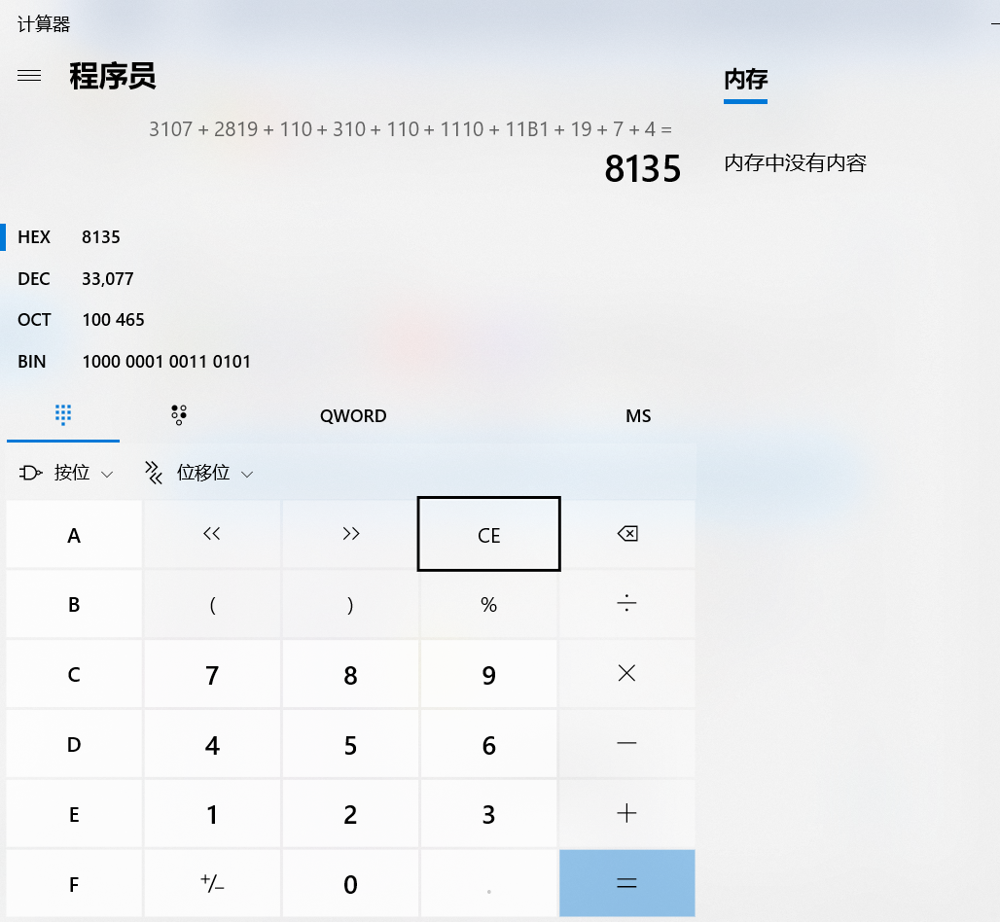 计算器
程序员
内存
3107 + 2819 + 110 + 310 + 110 + 1110 + 11B1 + 19 + 7 + 4 =
8135
内存中没有内容
HEX 8135
DEC 33,077
OCT 100 465
BIN 1000 0001 0011 0101
QWORD MS
按位 位移位
A << >> CE
B ( ) % ÷
C 7 8 9 ×
D 4 5 6 −
E 1 2 3 +
F +/− 0 . =